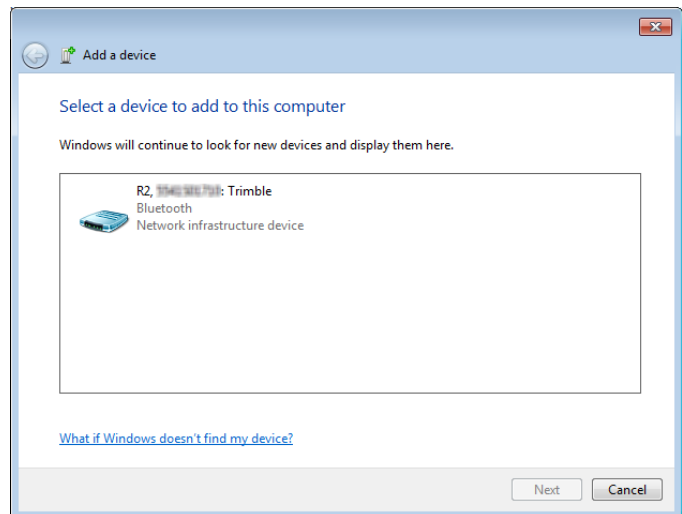 Add a device
Select a device to add to this computer
Windows will continue to look for new devices and display them here.
R2, : Trimble
Bluetooth
Network infrastructure device
What if Windows doesn't find my device?
Next Cancel